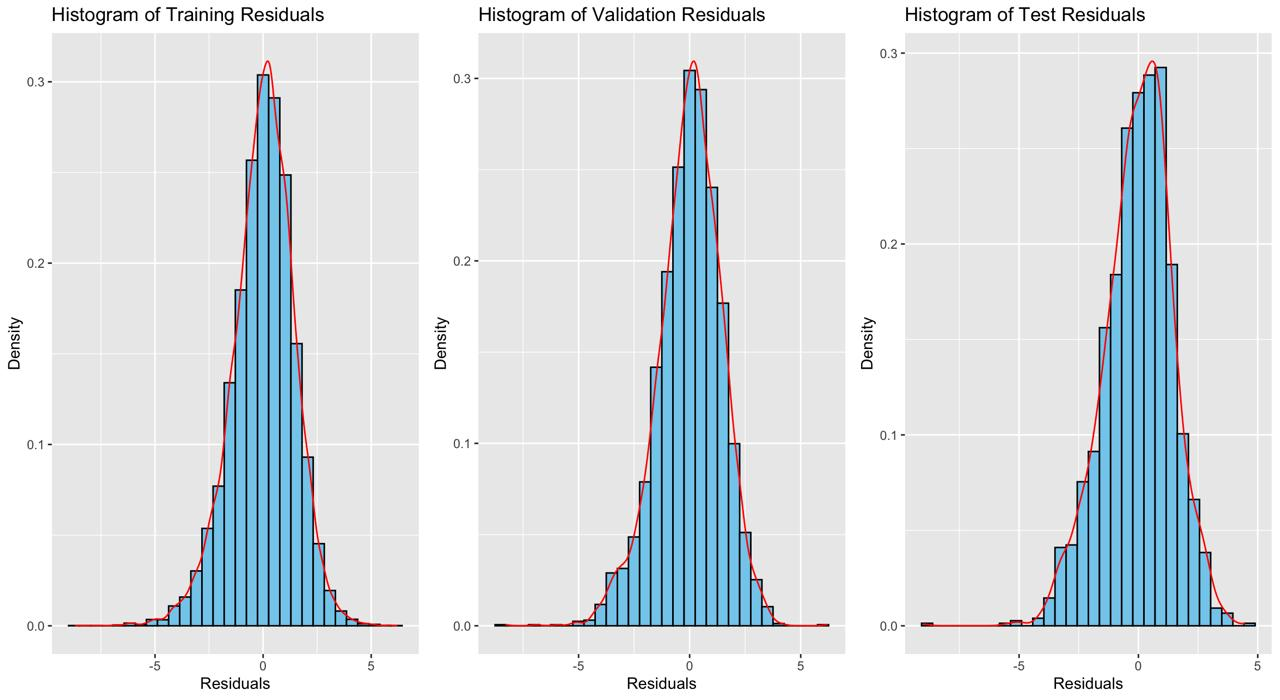 Histogram of Training Residuals
Density
0.3
0.2
0.1
0.0
-5
0
5
Residuals
Histogram of Validation Residuals
Density
0.3
0.2
0.1
0.0
-5
0
5
Residuals
Histogram of Test Residuals
Density
0.3
0.2
0.1
0.0
-5
0
5
Residuals